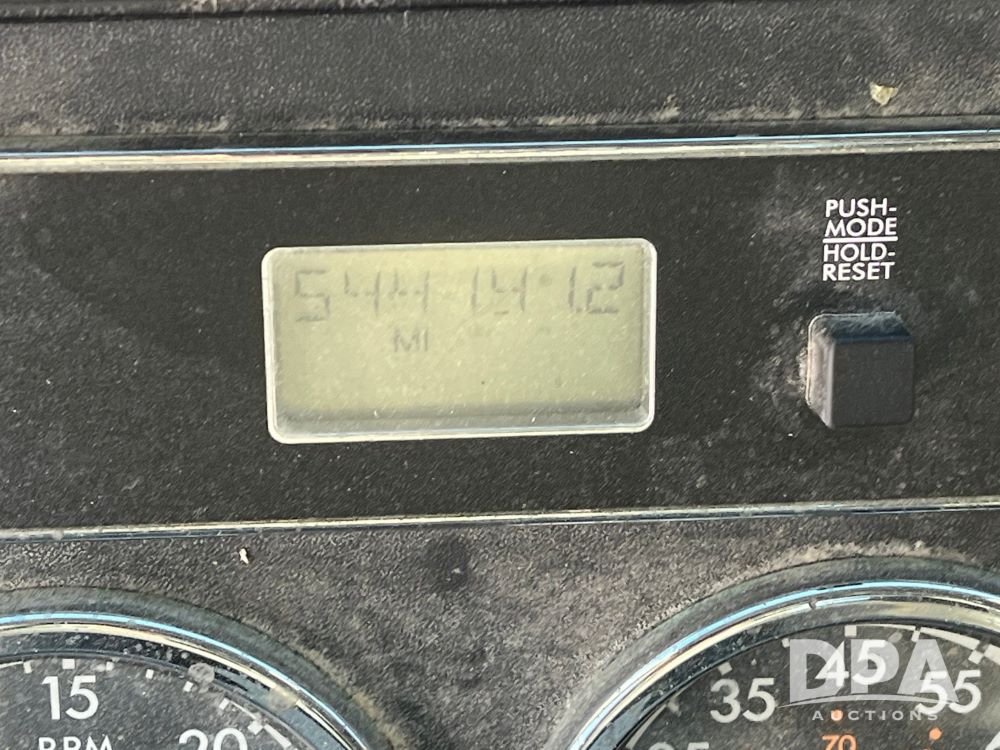 544141.2
MI
PUSH-
MODE
HOLD-
RESET
15
20
RPM
35
45
55
70
DPA
AUCTIONS